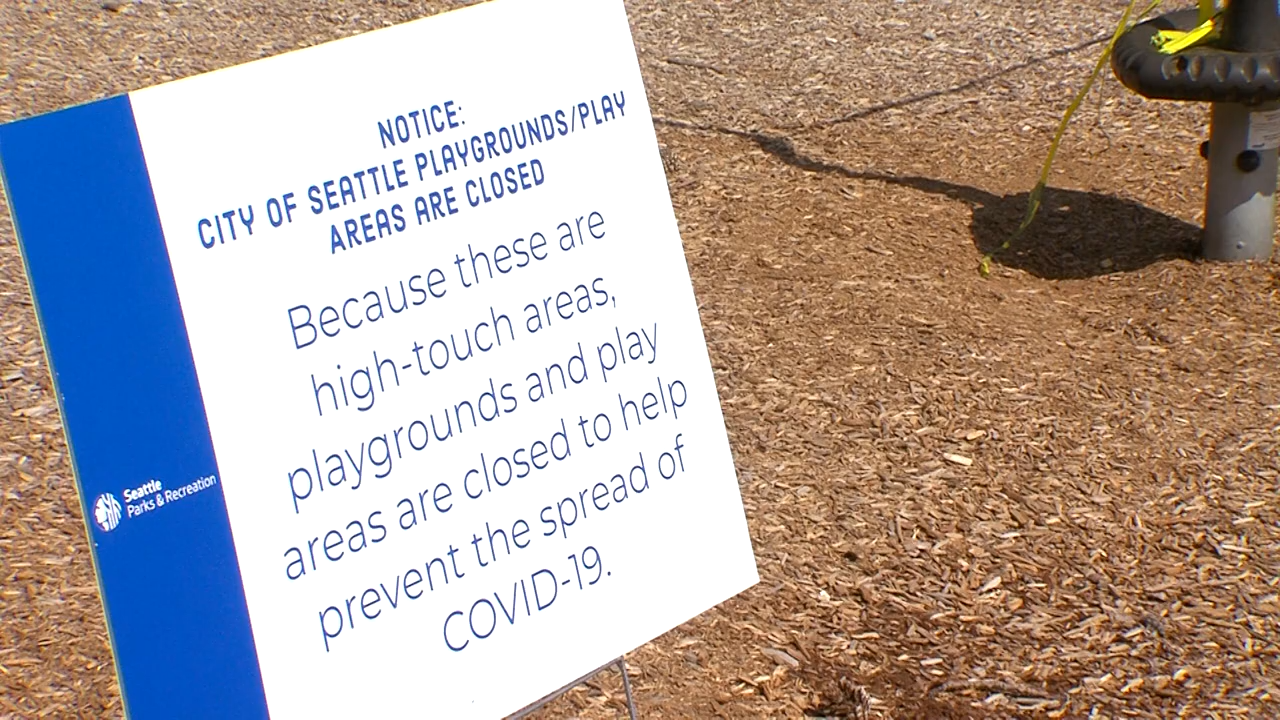 NOTICE:
CITY OF SEATTLE PLAYGROUNDS/PLAY
AREAS ARE CLOSED
Because these are
high-touch areas,
playgrounds and play
areas are closed to help
prevent the spread of
COVID-19.
Seattle
Parks & Recreation